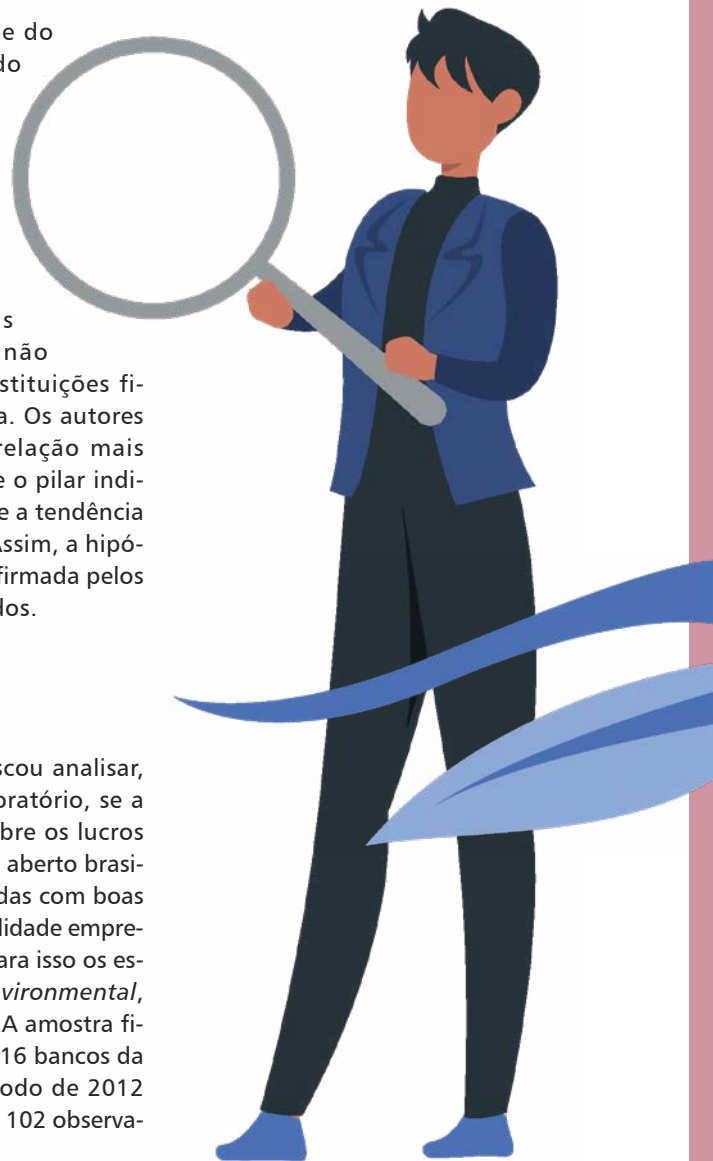 e do
do
s
não
stituições fi-
a. Os autores
relação mais
e o pilar indi-
e a tendência
Assim, a hipó-
firmada pelos
dos.
scou analisar,
oratório, se a
bre os lucros
aberto brasi-
das com boas
lidade empre-
ara isso os es-
vironmental,
A amostra fi-
16 bancos da
odo de 2012
102 observa-